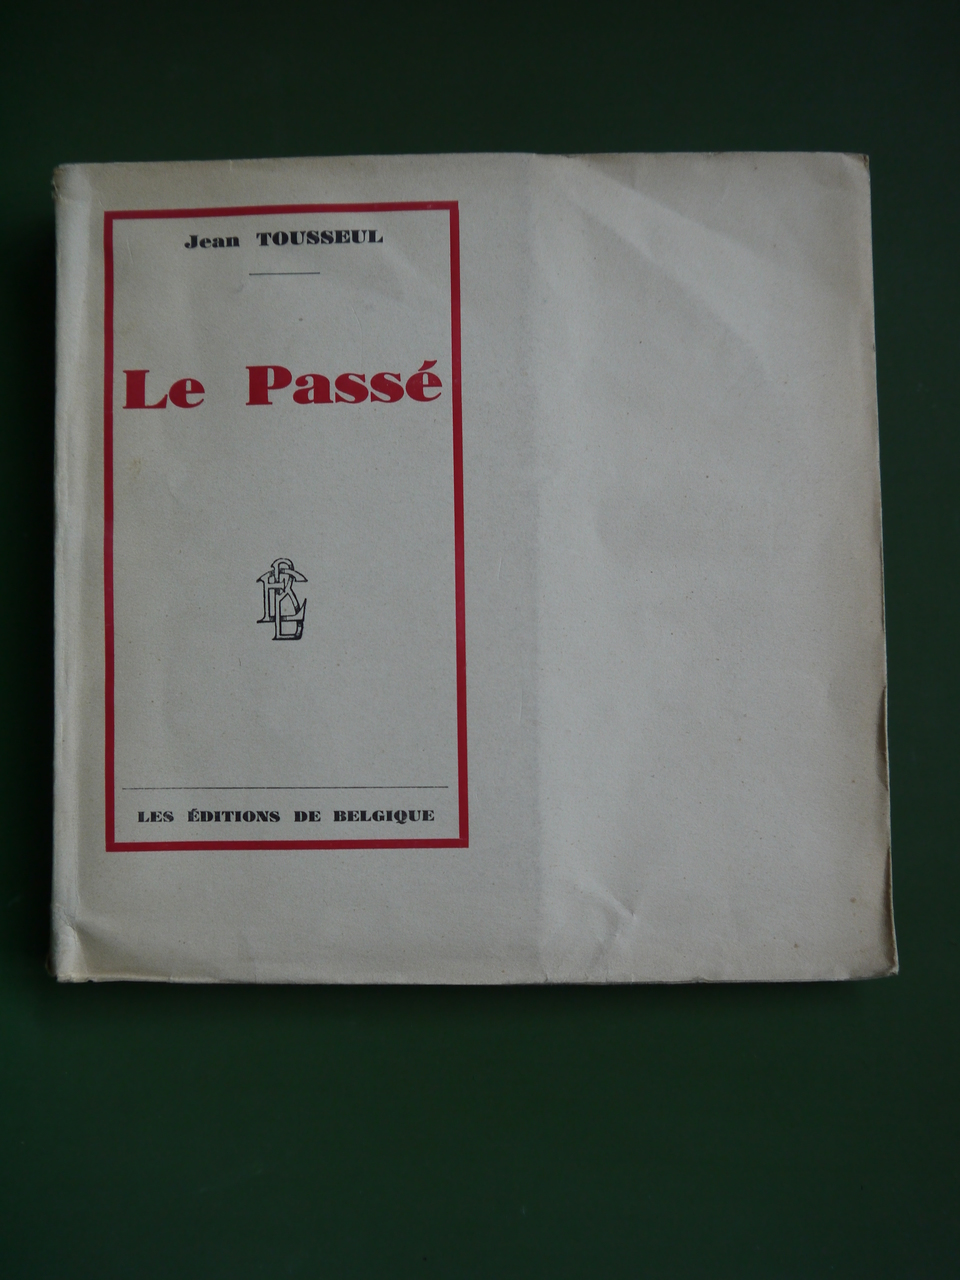 Jean TOUSSEUL
Le Passé
LES ÉDITIONS DE BELGIQUE